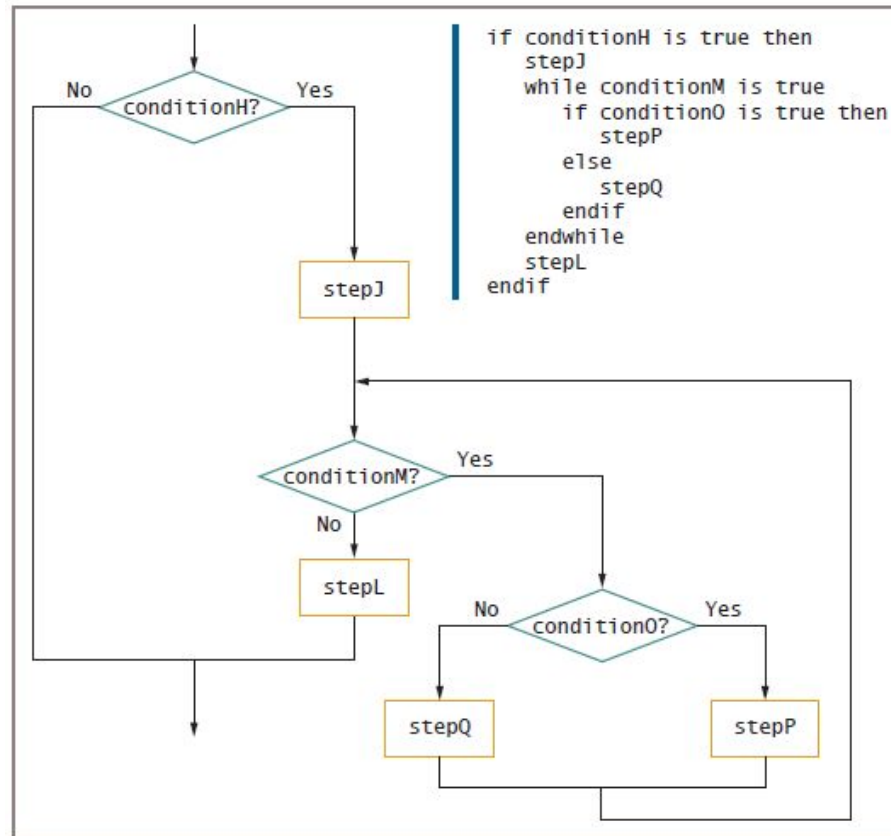 if conditionH is true then
stepJ
while conditionM is true
if conditionO is true then
stepP
else
stepQ
endif
endwhile
stepL
endif
No
conditionH?
Yes
stepJ
conditionM?
Yes
No
stepL
No
conditionO?
Yes
stepQ
stepP